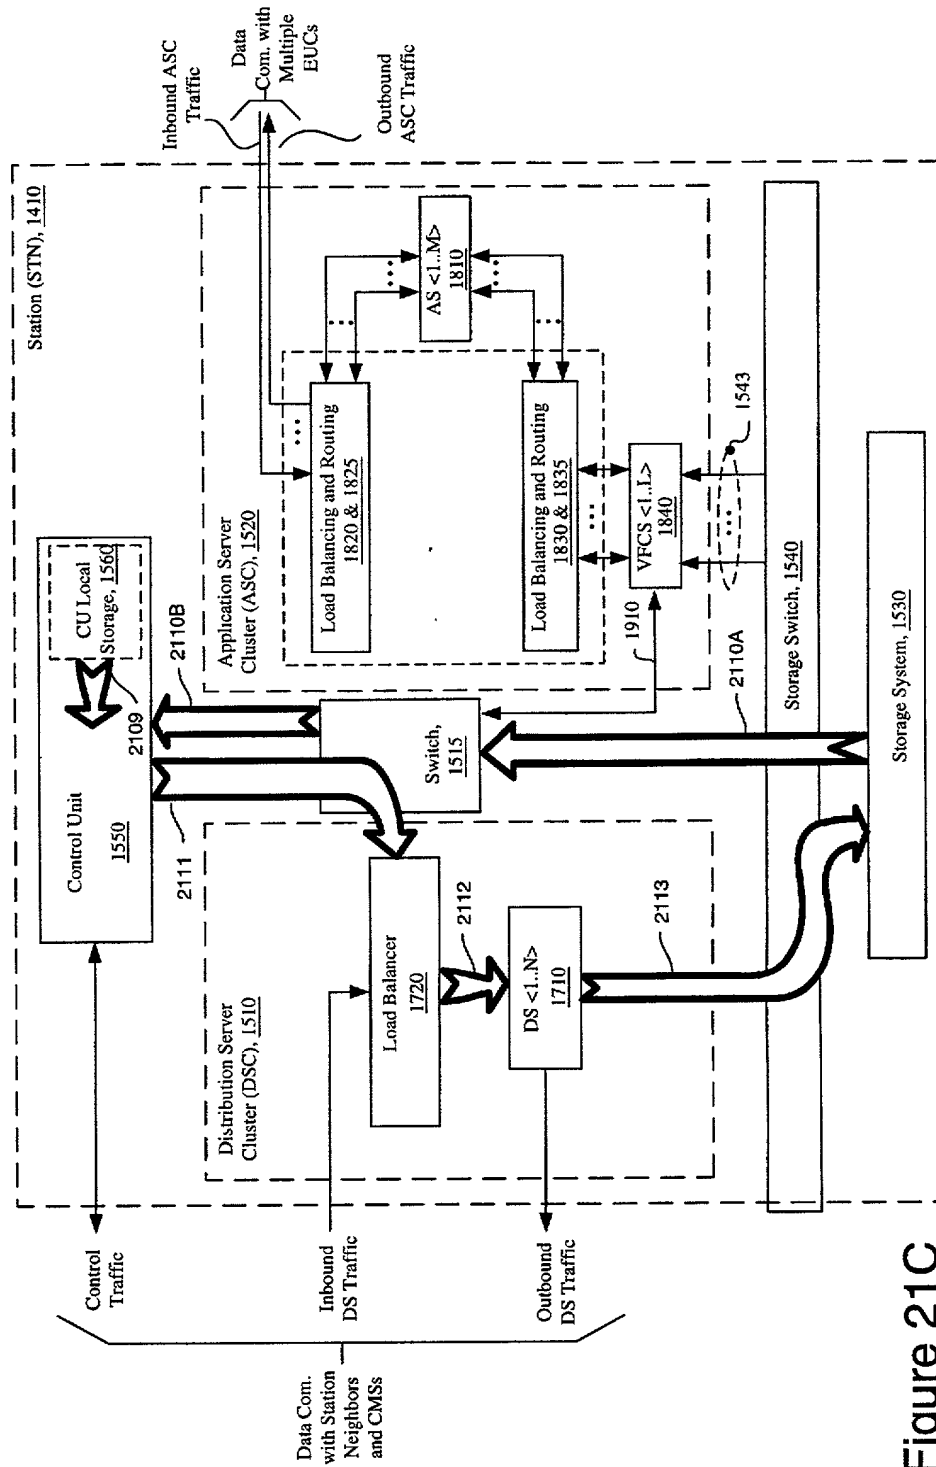 Station (STN), 1410
Control Unit
1550
CU Local
Storage, 1560
2109
2111
2110B
Control
Traffic
Inbound
DS Traffic
Outbound
DS Traffic
Data Com.
with Station
Neighbors
and CMSs
Distribution Server
Cluster (DSC), 1510
Load Balancer
1720
2112
DS <1..N>
1710
2113
Switch,
1515
1910
2110A
Application Server
Cluster (ASC), 1520
Load Balancing and Routing
1820 & 1825
Load Balancing and Routing
1830 & 1835
AS <1..M>
1810
VFCS <1..L>
1840
1543
Inbound ASC
Traffic
Data
Com. with
Multiple
EUCs
Outbound
ASC Traffic
Storage Switch, 1540
Storage System, 1530
Figure 21C